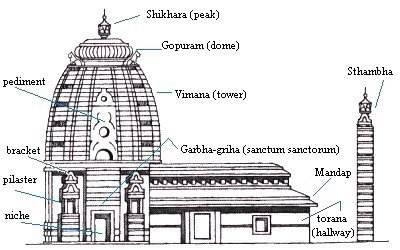 Shikhara (peak)
Gopuram (dome)
Sthambha
pediment
Vimana (tower)
bracket
Garbha-griha (sanctum sanctorum)
Mandap
pilaster
niche
torana
(hallway)